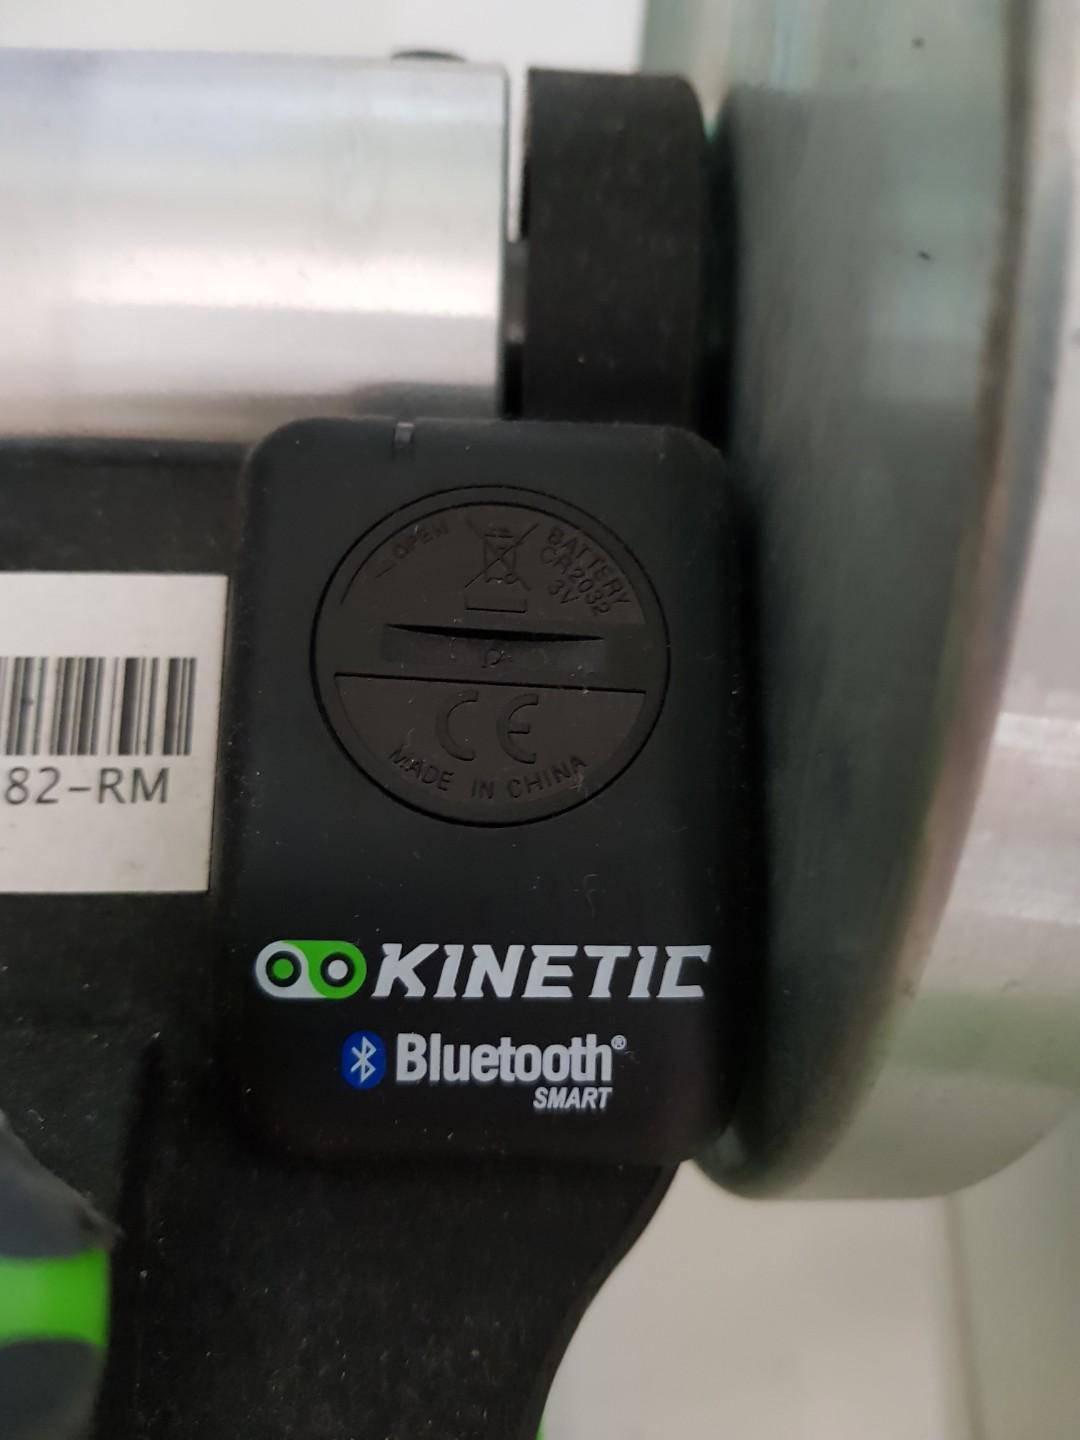 OPEN
BATTERY
CR2032
3V
CE
MADE IN CHINA
82-RM
KINETIC
Bluetooth®
SMART